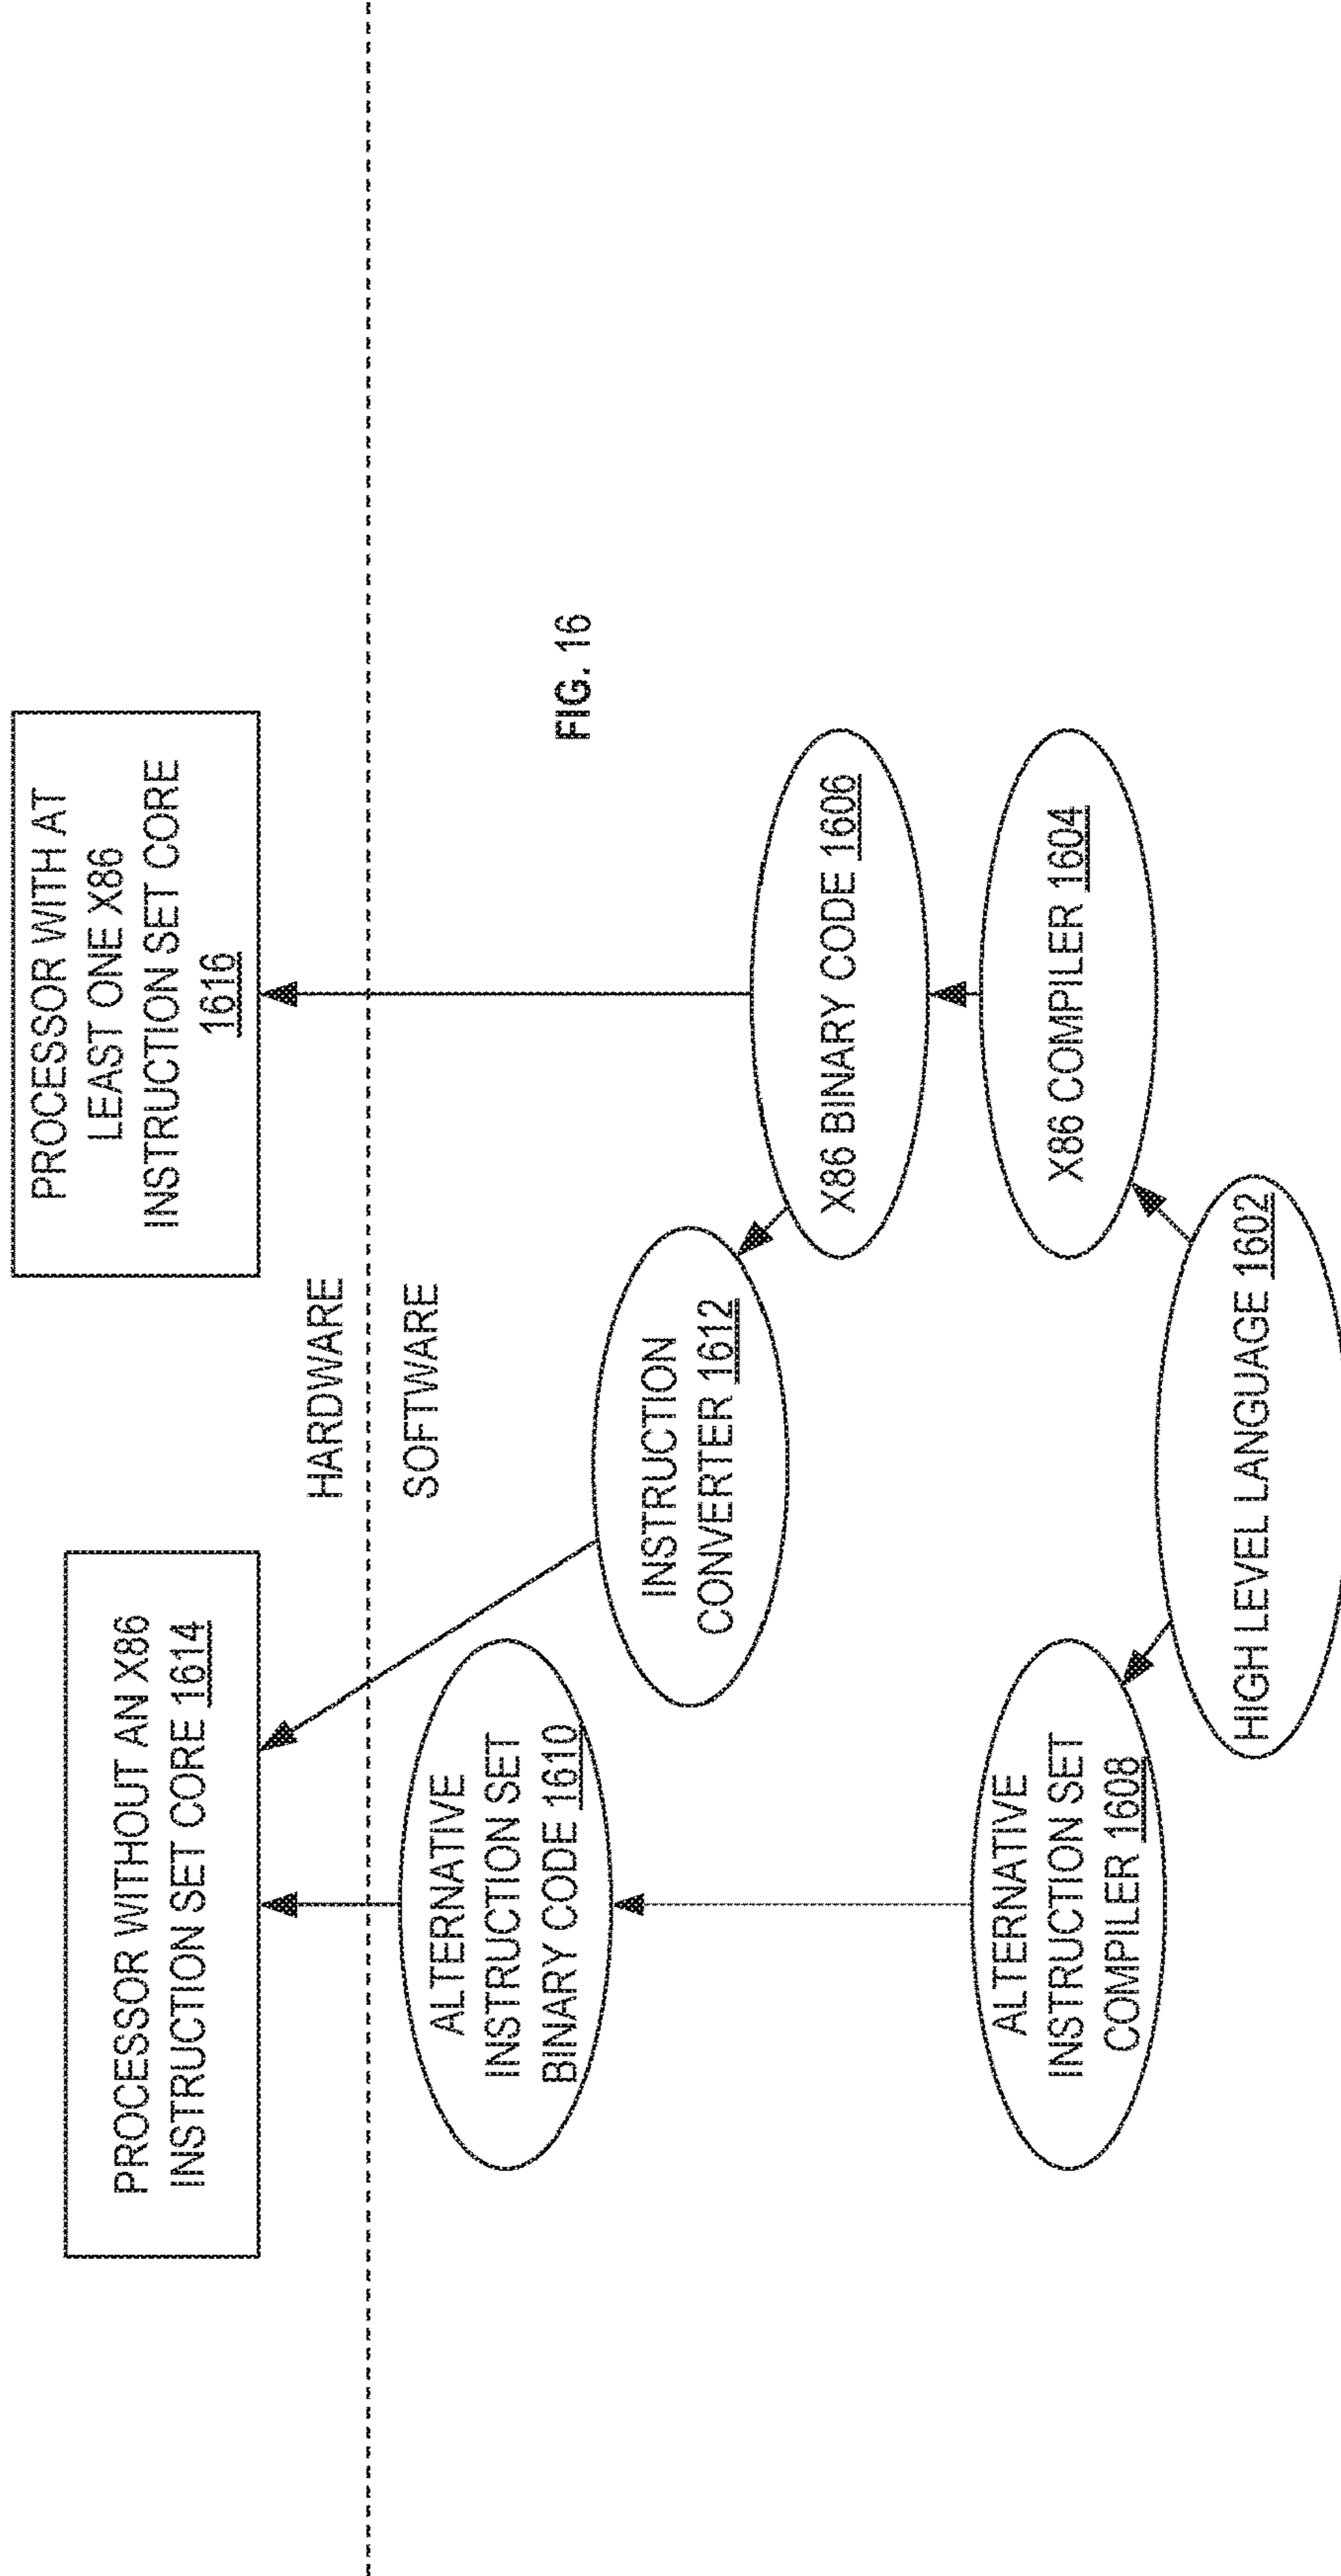 PROCESSOR WITHOUT AN X86
INSTRUCTION SET CORE 1614
PROCESSOR WITH AT
LEAST ONE X86
INSTRUCTION SET CORE
1616
HARDWARE
SOFTWARE
ALTERNATIVE
INSTRUCTION SET
BINARY CODE 1610
INSTRUCTION
CONVERTER 1612
FIG. 16
X86 BINARY CODE 1606
ALTERNATIVE
INSTRUCTION SET
COMPILER 1608
X86 COMPILER 1604
HIGH LEVEL LANGUAGE 1602